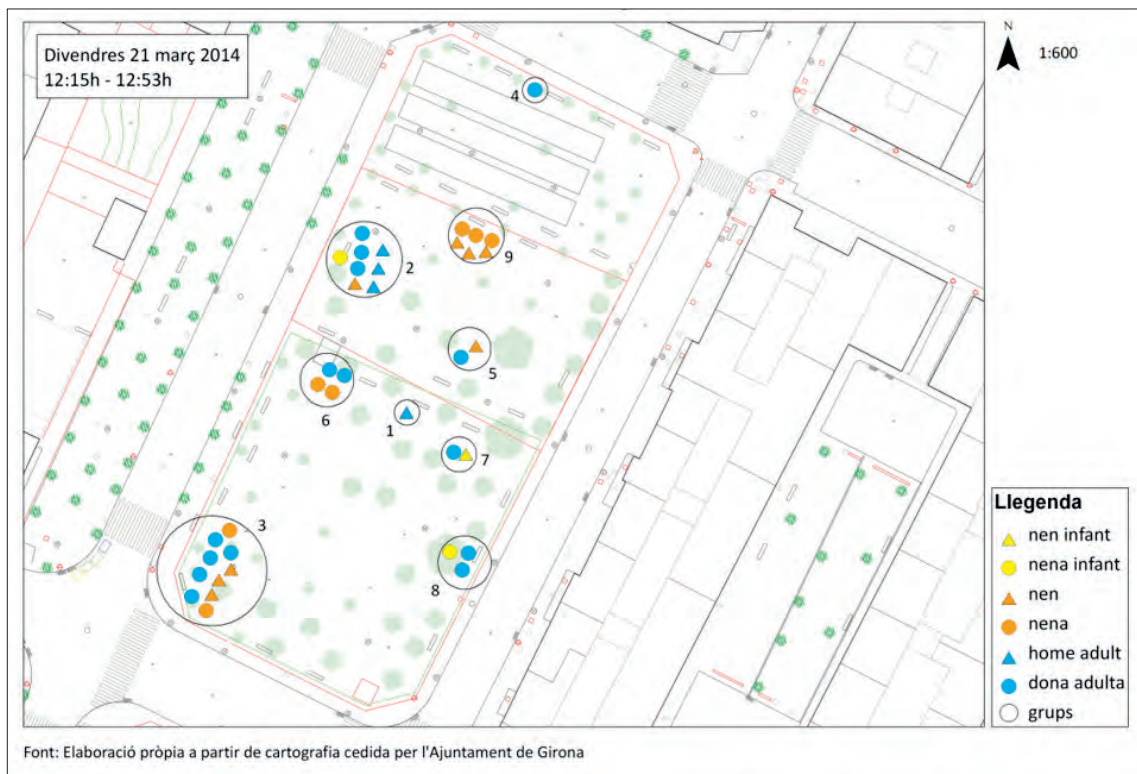 Divendres 21 març 2014
12:15h - 12:53h
N
1:600
4
2
9
5
6
1
7
3
8
Llegenda
nen infant
nena infant
nen
nena
home adult
dona adulta
grups
Font: Elaboració pròpia a partir de cartografia cedida per l'Ajuntament de Girona